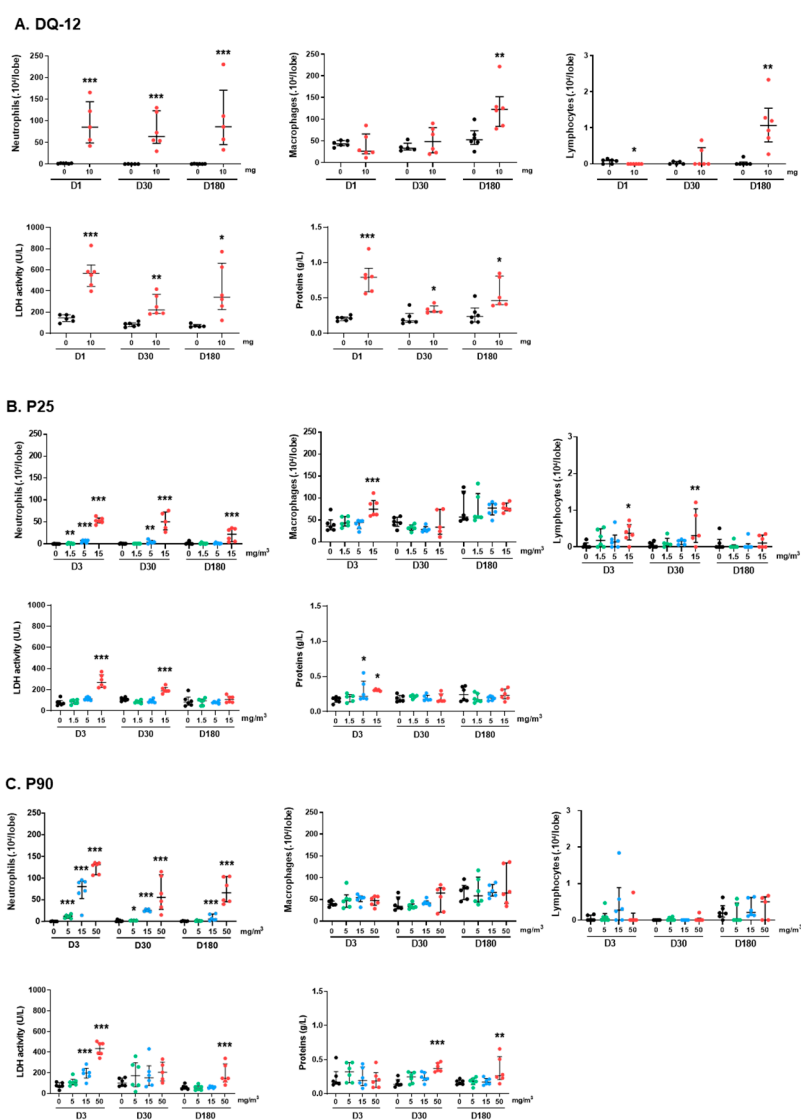 A. DQ-12
Neutrophils (.10⁴/lobe)
250
200
150
100
50
0
***
***
***
0 10 0 10 0 10 mg
D1 D30 D180
Macrophages (.10⁴/lobe)
250
200
150
100
50
0
**
0 10 0 10 0 10 mg
D1 D30 D180
Lymphocytes (.10⁴/lobe)
3
2
1
0
*
**
0 10 0 10 0 10 mg
D1 D30 D180
LDH activity (U/L)
1000
800
600
400
200
0
***
**
*
0 10 0 10 0 10 mg
D1 D30 D180
Proteins (g/L)
1.5
1.0
0.5
0.0
***
*
*
0 10 0 10 0 10 mg
D1 D30 D180
B. P25
Neutrophils (.10⁴/lobe)
250
200
150
100
50
0
** *** ***
** ***
***
0 1.5 5 15 0 1.5 5 15 0 1.5 5 15 mg/m³
D3 D30 D180
Macrophages (.10⁴/lobe)
250
200
150
100
50
0
***
0 1.5 5 15 0 1.5 5 15 0 1.5 5 15 mg/m³
D3 D30 D180
Lymphocytes (.10⁴/lobe)
3
2
1
0
*
**
0 1.5 5 15 0 1.5 5 15 0 1.5 5 15 mg/m³
D3 D30 D180
LDH activity (U/L)
1000
800
600
400
200
0
***
***
0 1.5 5 15 0 1.5 5 15 0 1.5 5 15 mg/m³
D3 D30 D180
Proteins (g/L)
1.5
1.0
0.5
0.0
* *
0 1.5 5 15 0 1.5 5 15 0 1.5 5 15 mg/m³
D3 D30 D180
C. P90
Neutrophils (.10⁴/lobe)
250
200
150
100
50
0
*** *** ***
* *** ***
*** ***
0 5 15 50 0 5 15 50 0 5 15 50 mg/m³
D3 D30 D180
Macrophages (.10⁴/lobe)
250
200
150
100
50
0
0 5 15 50 0 5 15 50 0 5 15 50 mg/m³
D3 D30 D180
Lymphocytes (.10⁴/lobe)
3
2
1
0
0 5 15 50 0 5 15 50 0 5 15 50 mg/m³
D3 D30 D180
LDH activity (U/L)
1000
800
600
400
200
0
*** ***
***
0 5 15 50 0 5 15 50 0 5 15 50 mg/m³
D3 D30 D180
Proteins (g/L)
1.5
1.0
0.5
0.0
***
**
0 5 15 50 0 5 15 50 0 5 15 50 mg/m³
D3 D30 D180